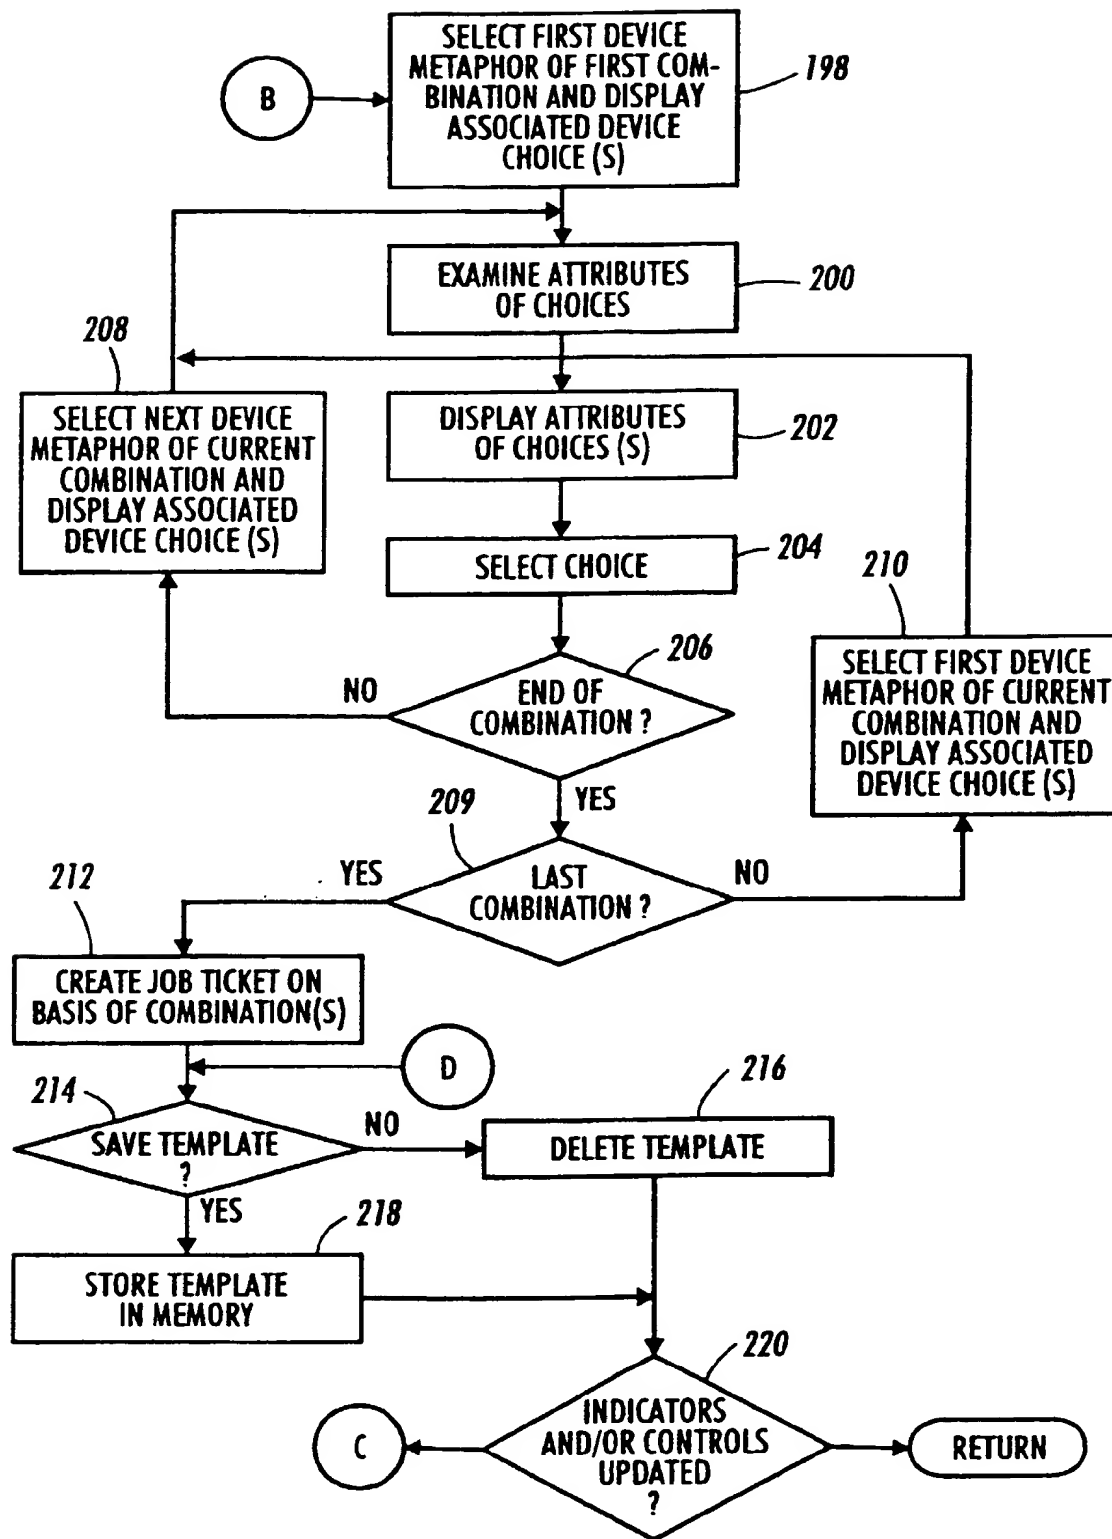 SELECT FIRST DEVICE
METAPHOR OF FIRST COM-
BINATION AND DISPLAY
ASSOCIATED DEVICE
CHOICE (S)
198
B
EXAMINE ATTRIBUTES
OF CHOICES
200
208
SELECT NEXT DEVICE
METAPHOR OF CURRENT
COMBINATION AND
DISPLAY ASSOCIATED
DEVICE CHOICE (S)
DISPLAY ATTRIBUTES
OF CHOICES (S)
202
SELECT CHOICE
204
210
SELECT FIRST DEVICE
METAPHOR OF CURRENT
COMBINATION AND
DISPLAY ASSOCIATED
DEVICE CHOICE (S)
206
NO
END OF
COMBINATION ?
YES
209
YES
LAST
COMBINATION ?
NO
212
CREATE JOB TICKET ON
BASIS OF COMBINATION(S)
D
214
SAVE TEMPLATE
?
NO
216
DELETE TEMPLATE
YES
218
STORE TEMPLATE
IN MEMORY
220
INDICATORS
AND/OR CONTROLS
UPDATED
?
C
RETURN